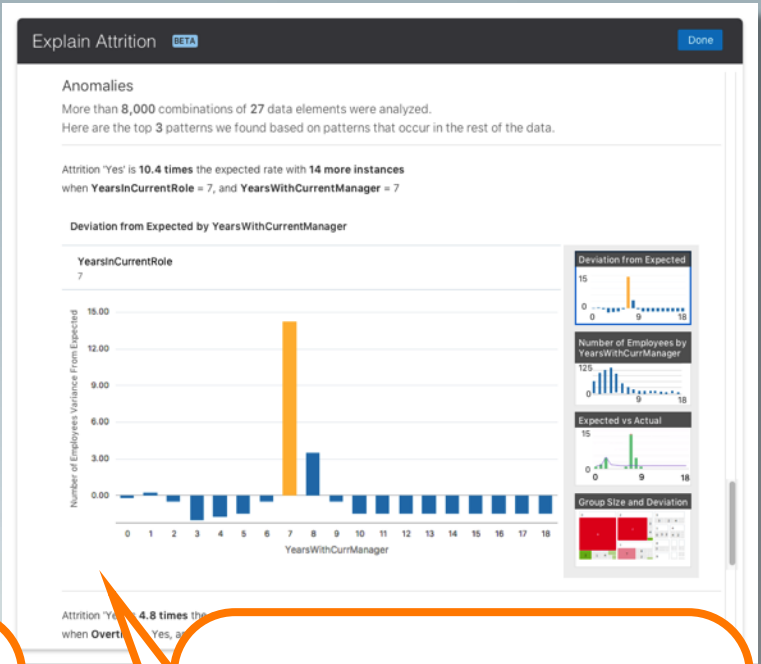 Explain Attrition BETA Done
Anomalies
More than 8,000 combinations of 27 data elements were analyzed.
Here are the top 3 patterns we found based on patterns that occur in the rest of the data.
Attrition 'Yes' is 10.4 times the expected rate with 14 more instances
when YearsInCurrentRole = 7, and YearsWithCurrentManager = 7
Deviation from Expected by YearsWithCurrentManager
YearsInCurrentRole
7
Number of Employees Variance From Expected
15.00
12.00
9.00
6.00
3.00
0.00
0 1 2 3 4 5 6 7 8 9 10 11 12 13 14 15 16 17 18
YearsWithCurrManager
Deviation from Expected
15
0
0 9 18
Number of Employees by
YearsWithCurrManager
125
0
9 18
Expected vs Actual
15
0
0 9 18
Group Size and Deviation
Attrition 4.8 times the
when Yes,